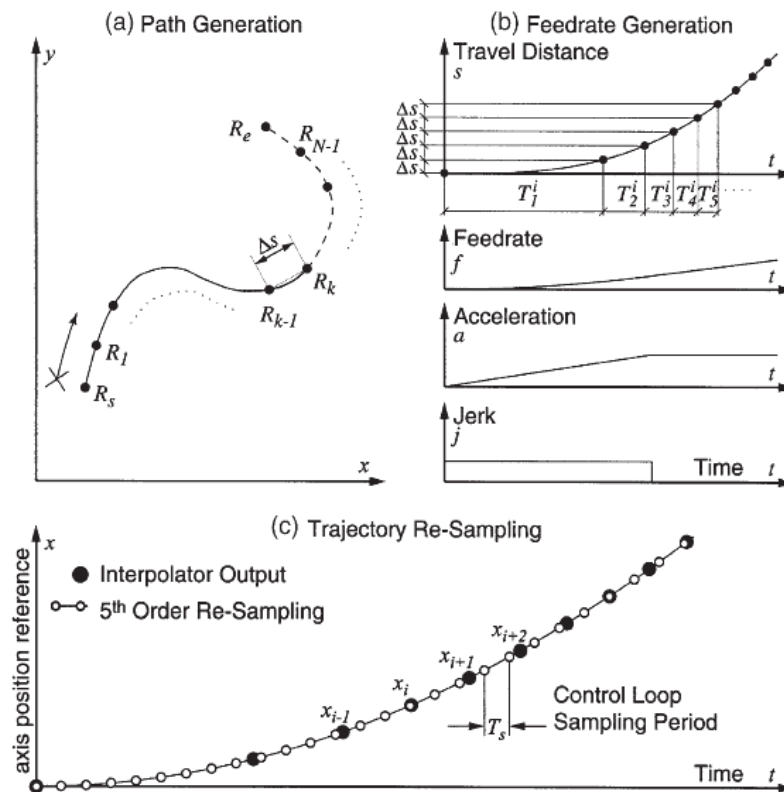 (a) Path Generation
y
R_e
R_{N-1}
Δs
R_k
R_{k-1}
R_1
R_s
x
(b) Feedrate Generation
Travel Distance
s
Δs
Δs
Δs
Δs
Δs
t
T_1^i T_2^i T_3^i T_4^i T_5^i
Feedrate
f
t
Acceleration
a
t
Jerk
j
Time t
(c) Trajectory Re-Sampling
x
axis position reference
Interpolator Output
5th Order Re-Sampling
x_{i-1}
x_i
x_{i+1}
x_{i+2}
T_s
Control Loop
Sampling Period
Time t